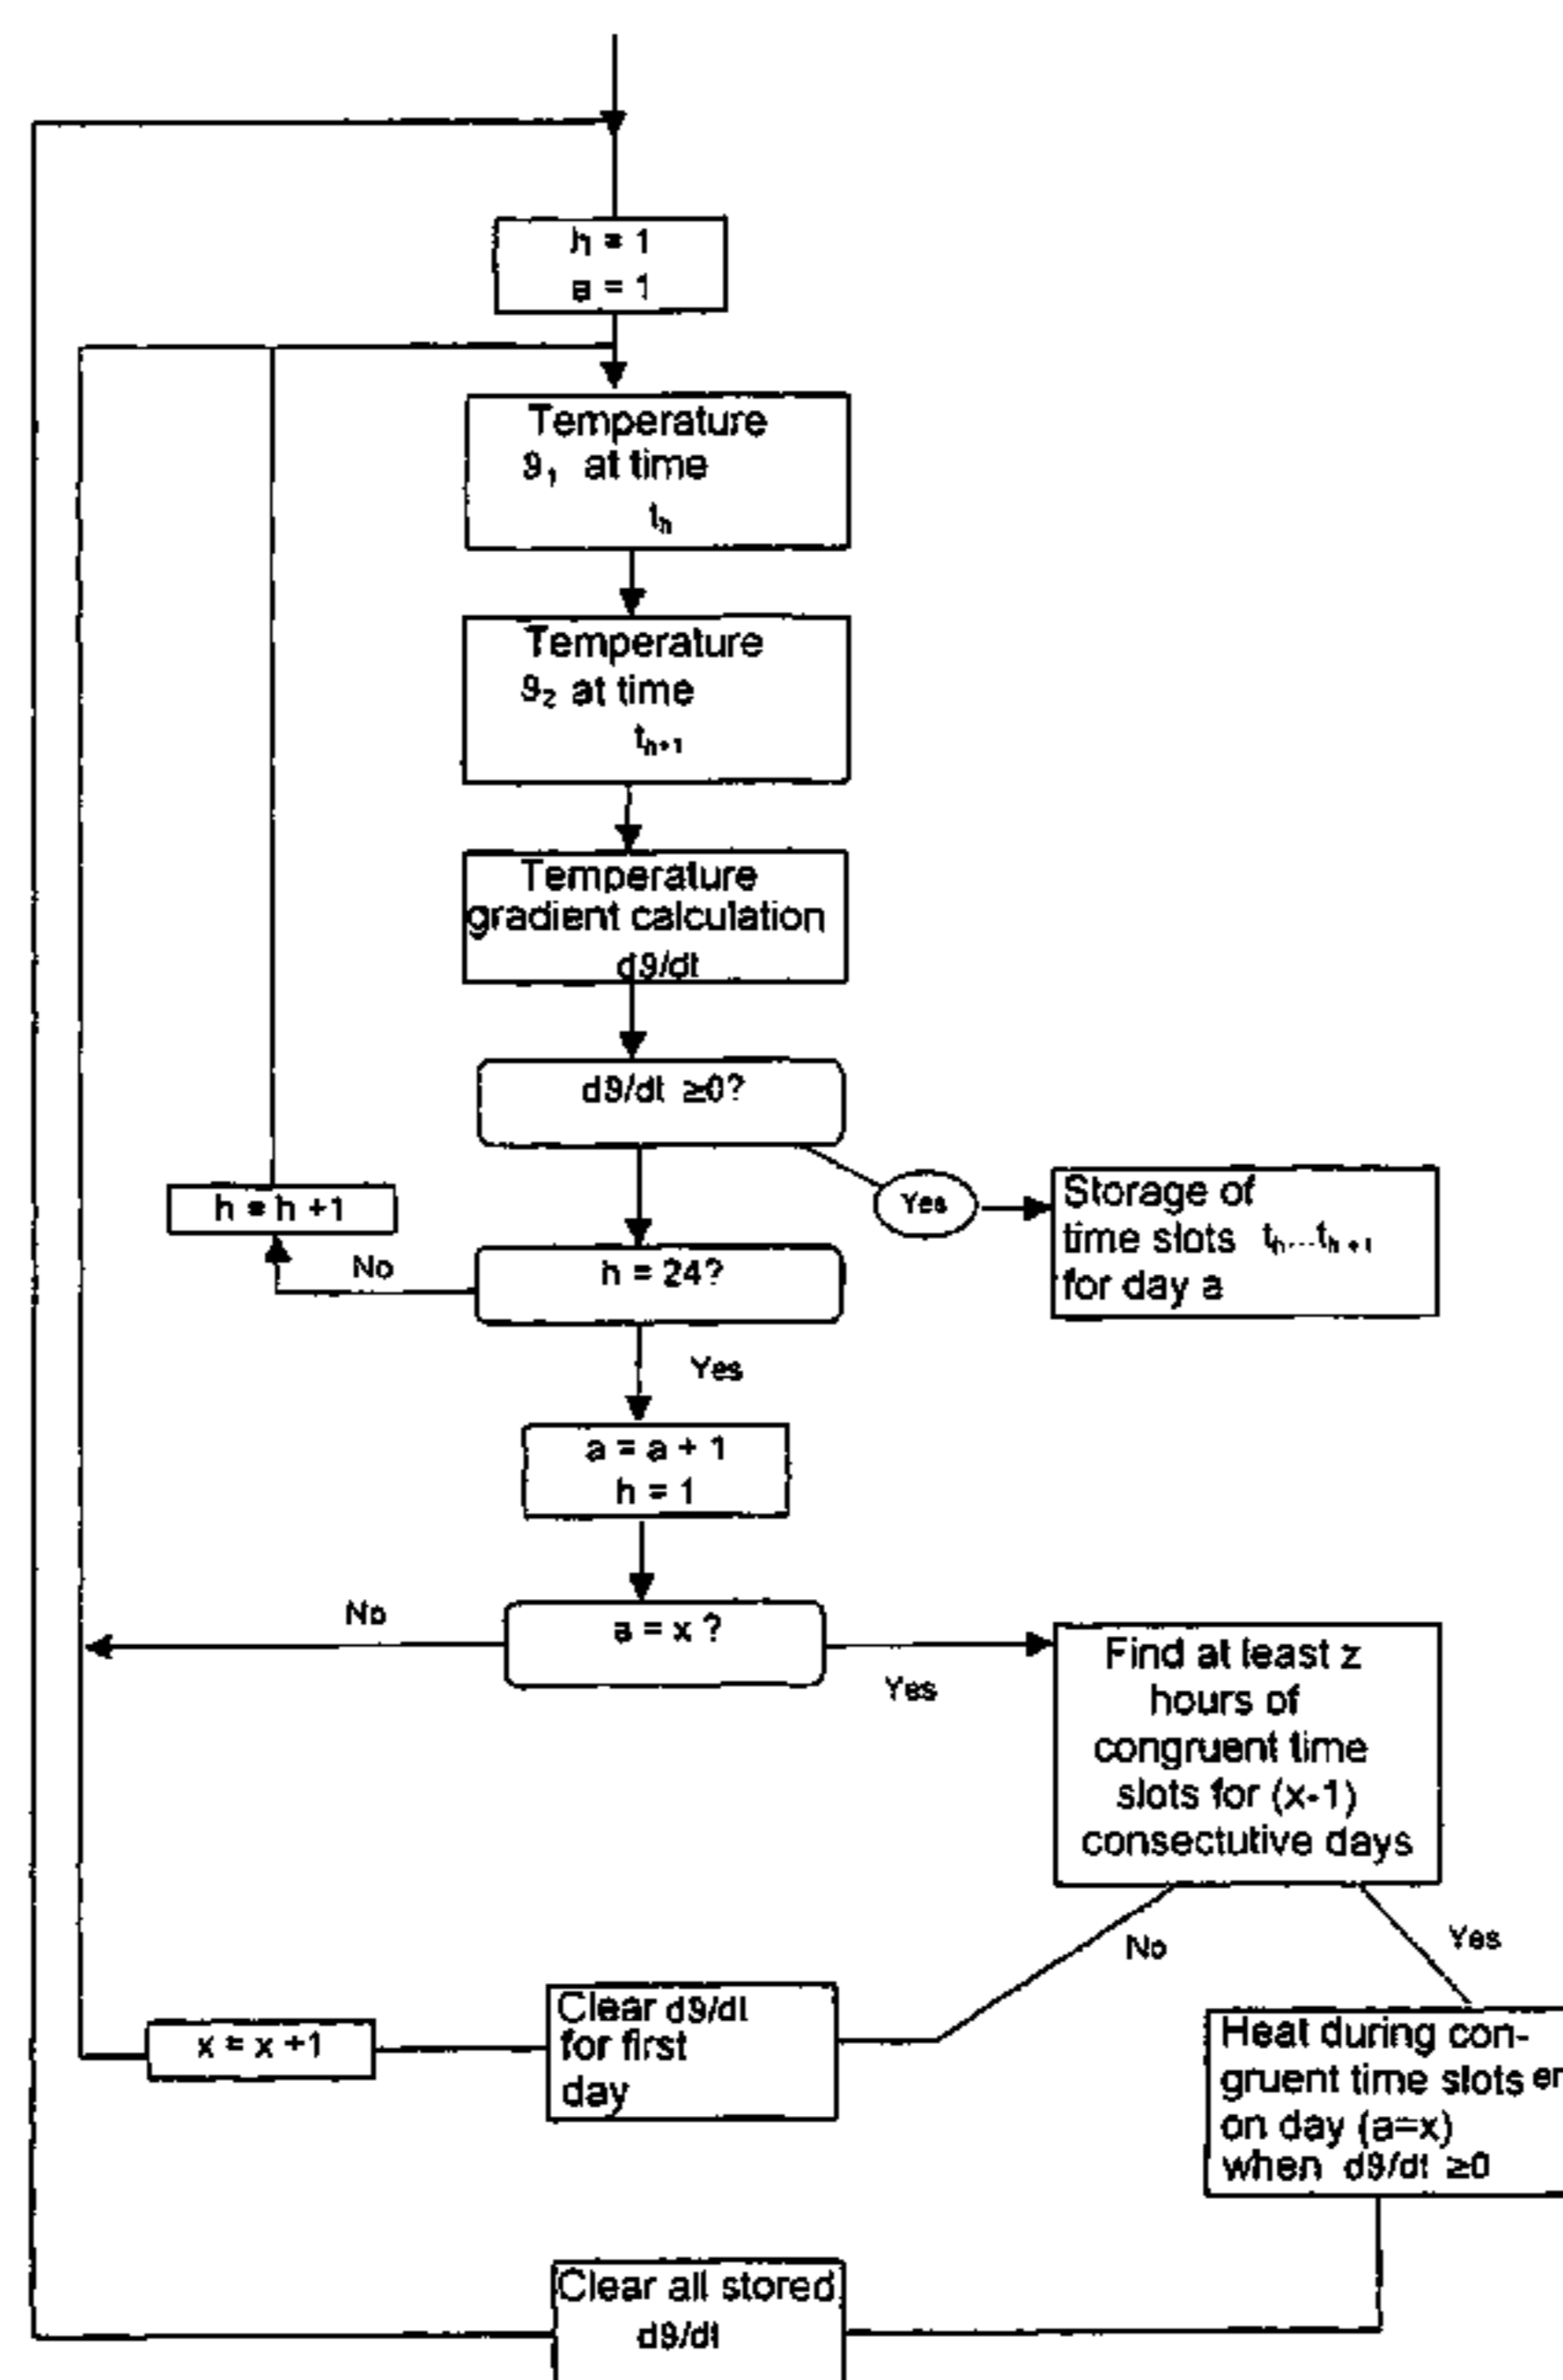 h = 1
a = 1
Temperature
ϑ₁ at time
tₕ
Temperature
ϑ₂ at time
tₕ₊₁
Temperature
gradient calculation
dϑ/dt
dϑ/dt ≥0?
Yes
Storage of
time slots tₕ...tₕ₊₁
for day a
h = h +1
No
h = 24?
Yes
a = a + 1
h = 1
No
a = x ?
Yes
Find at least z
hours of
congruent time
slots for (x-1)
consectutive days
No
Yes
x = x +1
Clear dϑ/dt
for first
day
Heat during con-
gruent time slots er
on day (a=x)
when dϑ/dt ≥0
Clear all stored
dϑ/dt